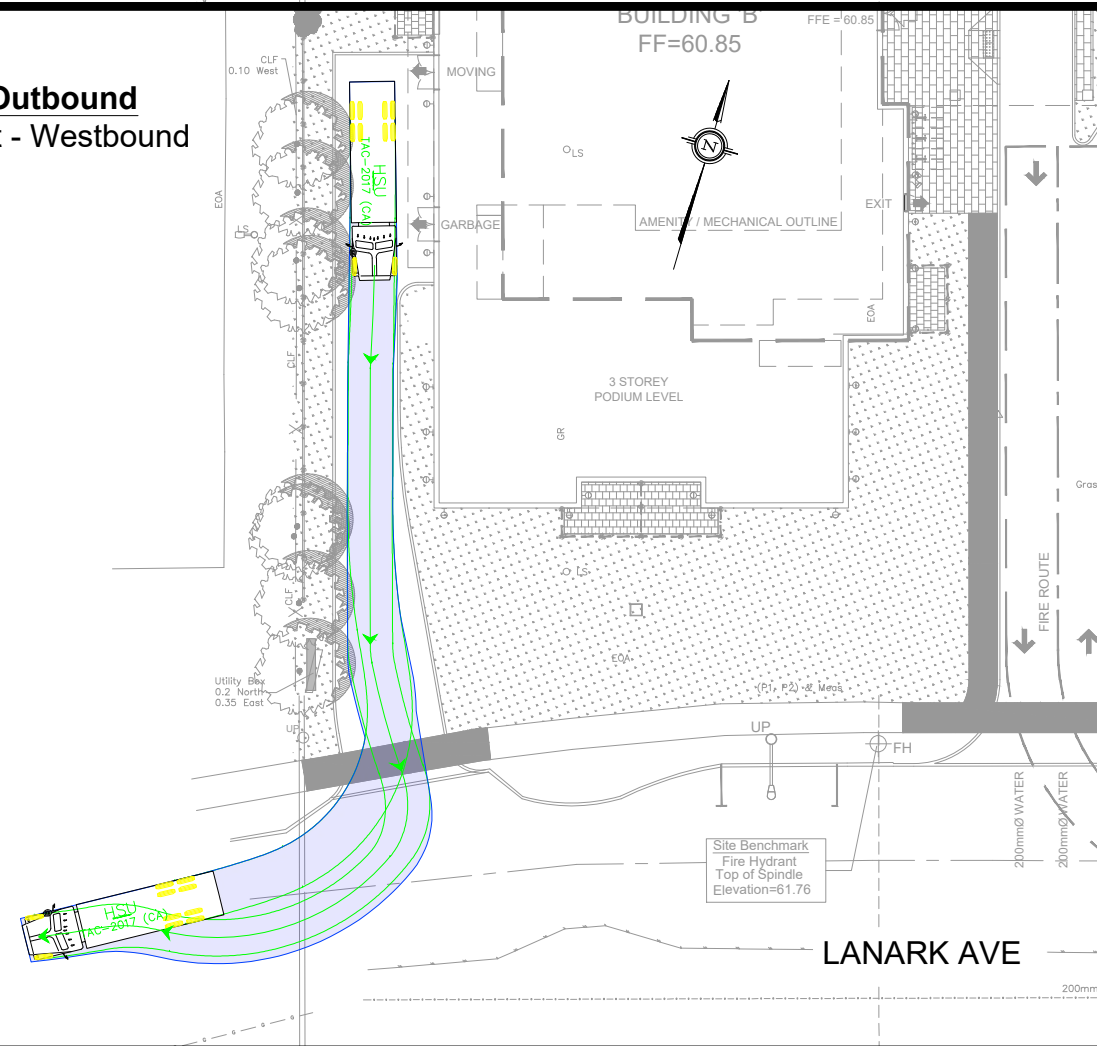 BUILDING 'B'
FF=60.85
FFE = 60.85
CLF
0.10 West
MOVING
Outbound
- Westbound
LS
TAC-2017 (CA)
HSU
N
EOA
EXIT
LS
GARBAGE
AMENITY / MECHANICAL OUTLINE
EOA
CLF
3 STOREY
PODIUM LEVEL
GR
LS
FIRE ROUTE
CLF
EOA
Utility Box
0.2 North
0.35 East
(P1, P2) & Meas
UP
UP
FH
200mmØ WATER
200mmØ WATER
Site Benchmark
Fire Hydrant
Top of Spindle
Elevation=61.76
HSU
TAC-2017 (CA)
LANARK AVE
200mm